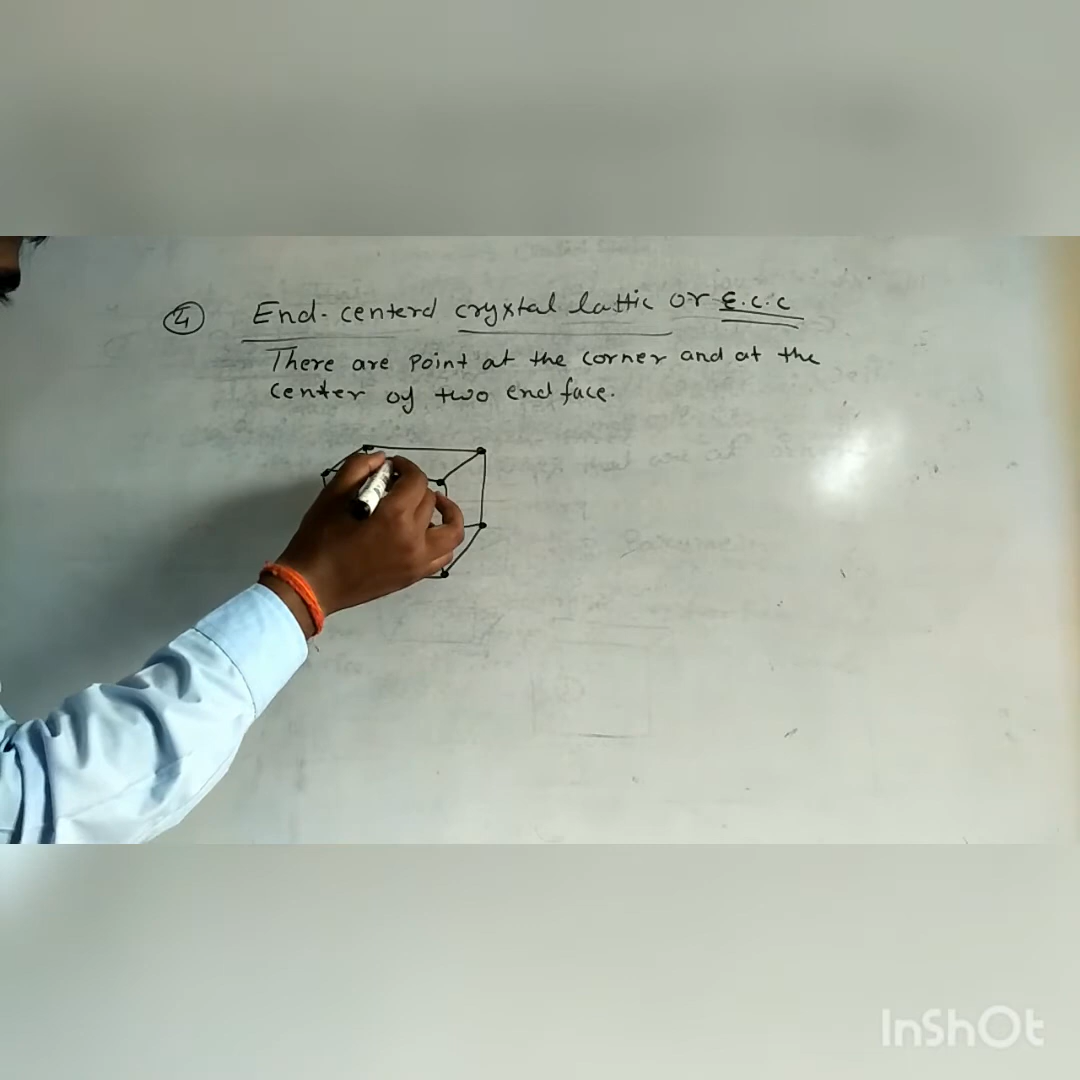 ④ End-centerd crystal lattic or E.C.C
There are point at the corner and at the
center of two end face.
InShOt